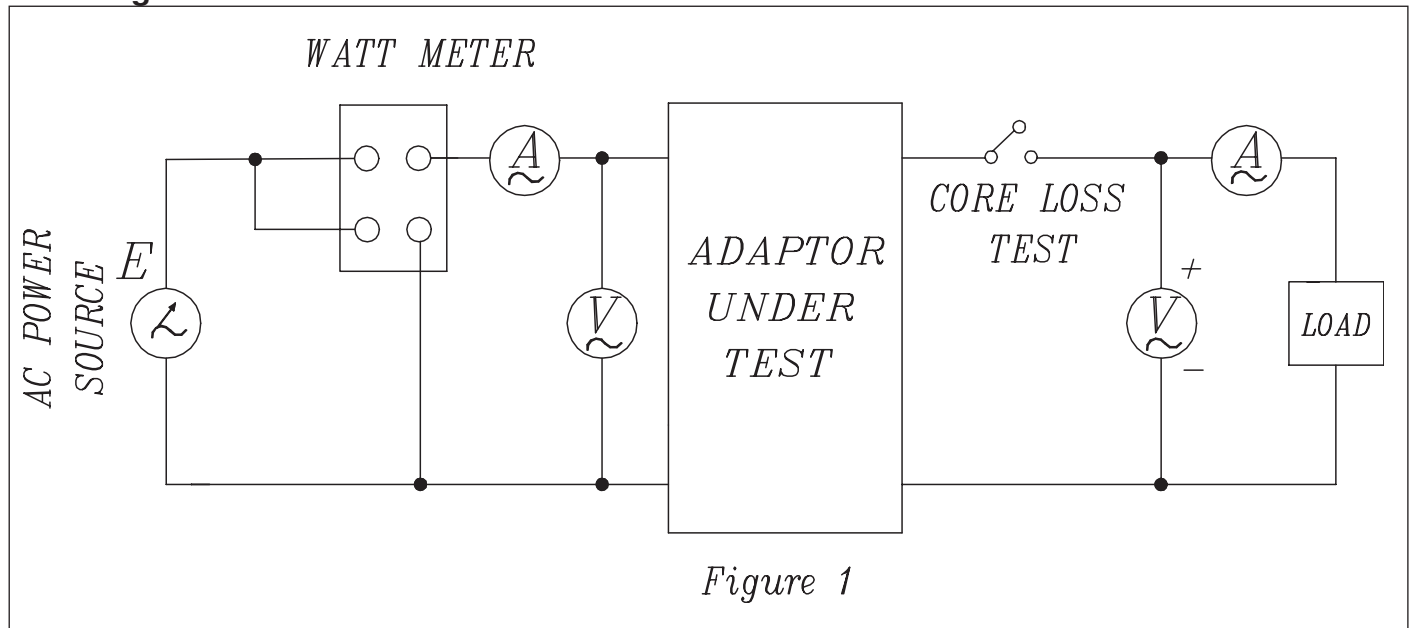 WATT METER
AC POWER
SOURCE
E
A
V
ADAPTOR
UNDER
TEST
CORE LOSS
TEST
A
V
+
−
LOAD
Figure 1